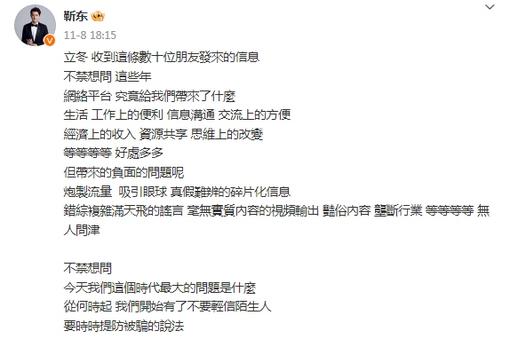 靳东
11-8 18:15
立冬 收到這條數十位朋友發來的信息
不禁想問 這些年
網絡平台 究竟給我們帶來了什麼
生活 工作上的便利 信息溝通 交流上的方便
經濟上的收入 資源共享 思維上的改變
等等等等 好處多多
但帶來的負面的問題呢
炮製流量 吸引眼球 真假難辨的碎片化信息
錯綜複雜滿天飛的謠言 毫無實質內容的視頻輸出 豔俗內容 壟斷行業 等等等等 無
人問津
不禁想問
今天我們這個時代最大的問題是什麼
從何時起 我們開始有了不要輕信陌生人
要時時提防被騙的說法